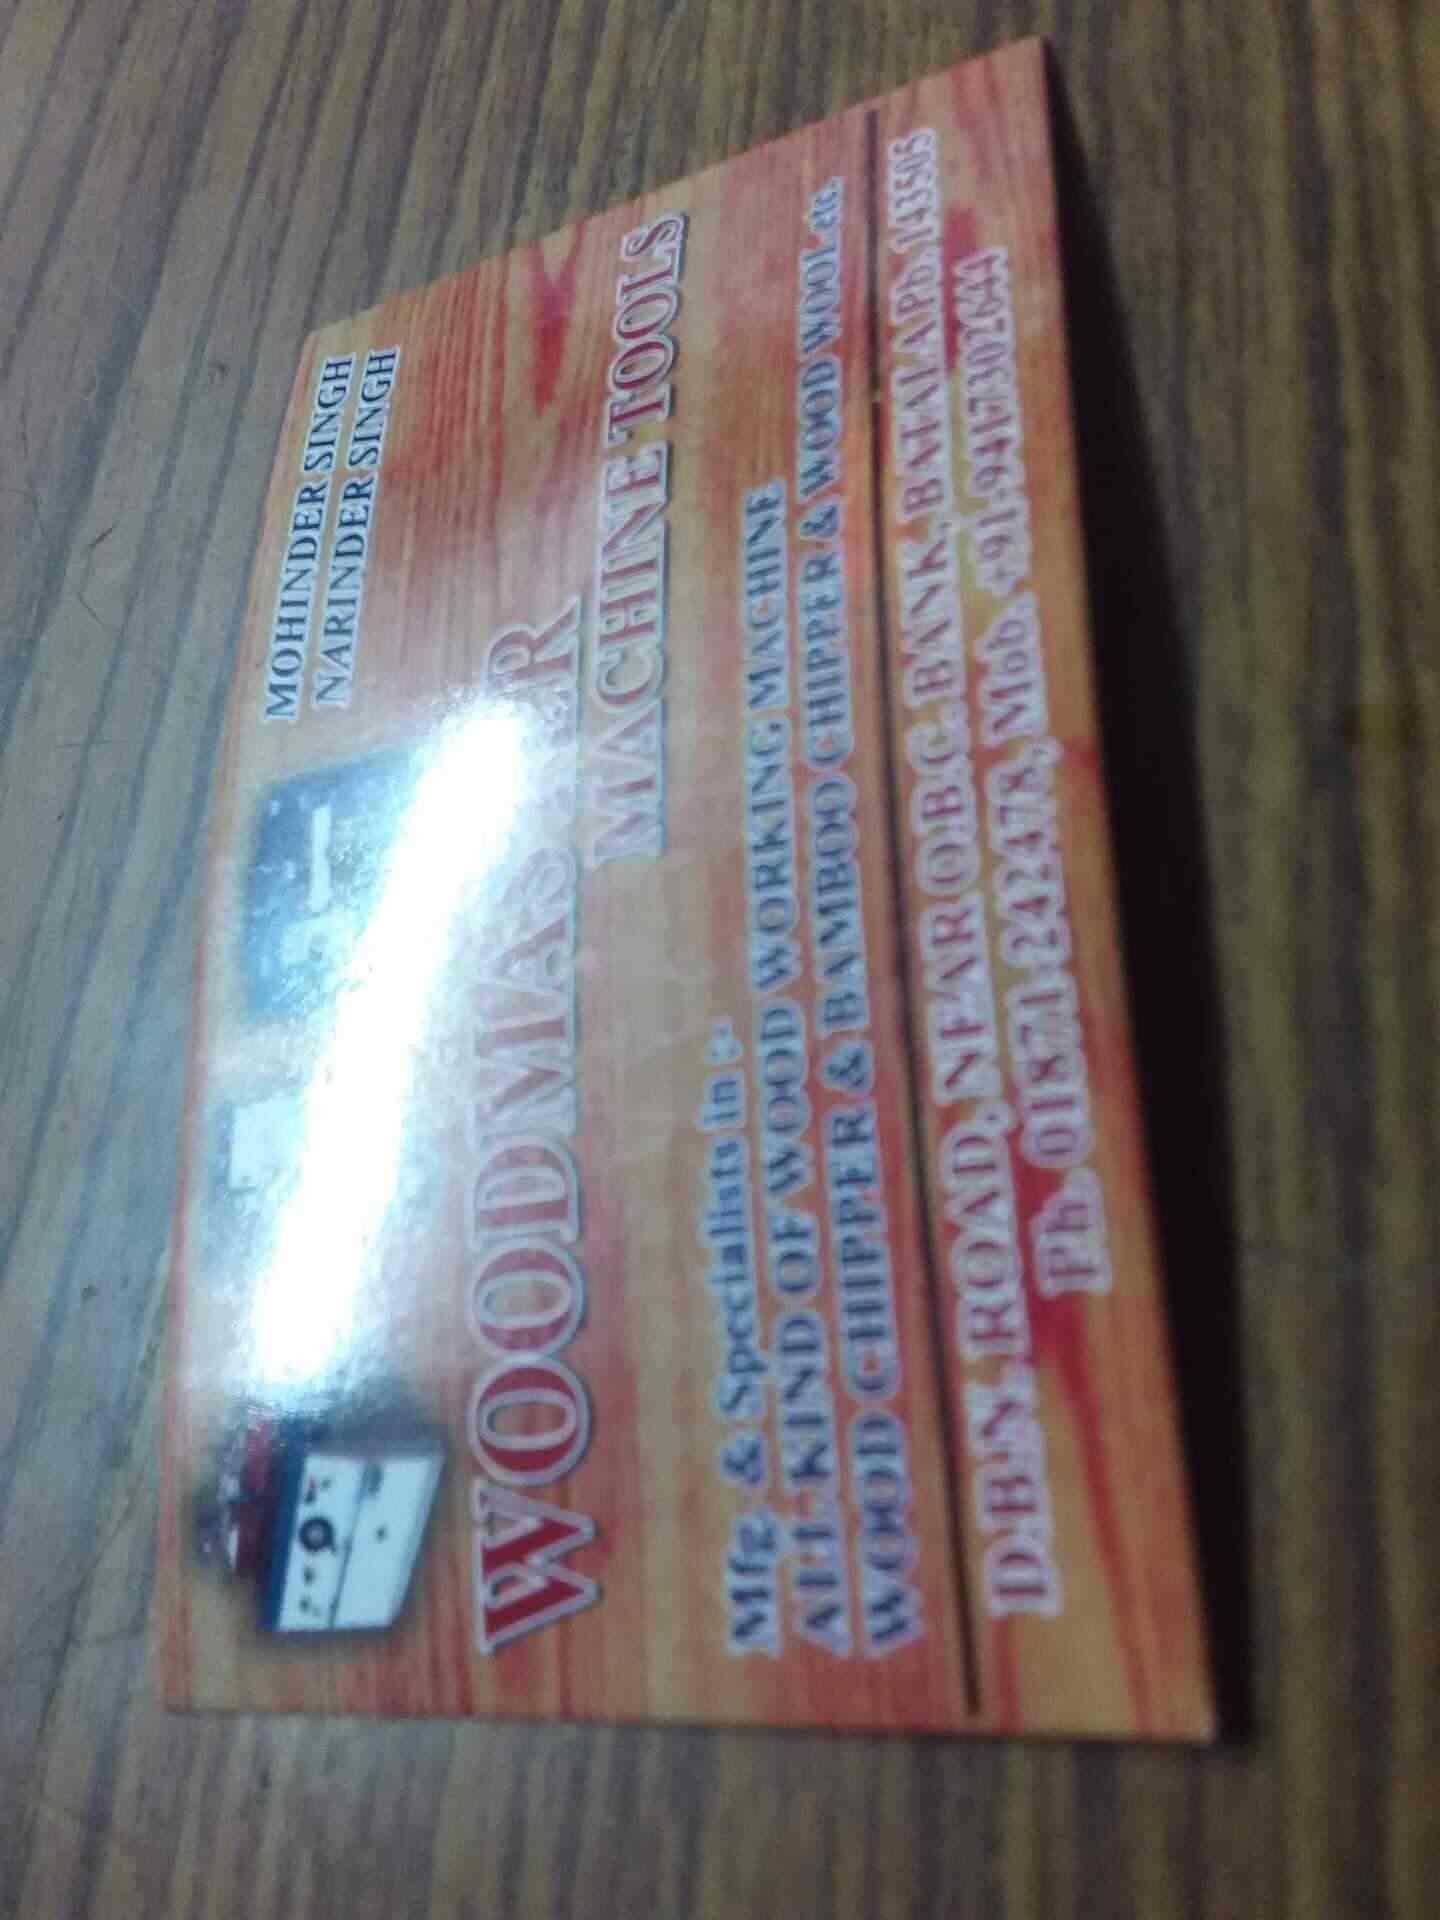 MOHINDER SINGH
NARINDER SINGH
WOODMASTER
MACHINE TOOLS
Mfg. & Specialists in :-
ALL KIND OF WOOD WORKING MACHINE
WOOD CHIPPER & BAMBOO CHIPPER & WOOD WOOL etc.
D.B.N. ROAD, NEAR O.B.C. BANK, BATALA Pb. 143505
Ph. 01871-242478, Mob. +91-9417302644